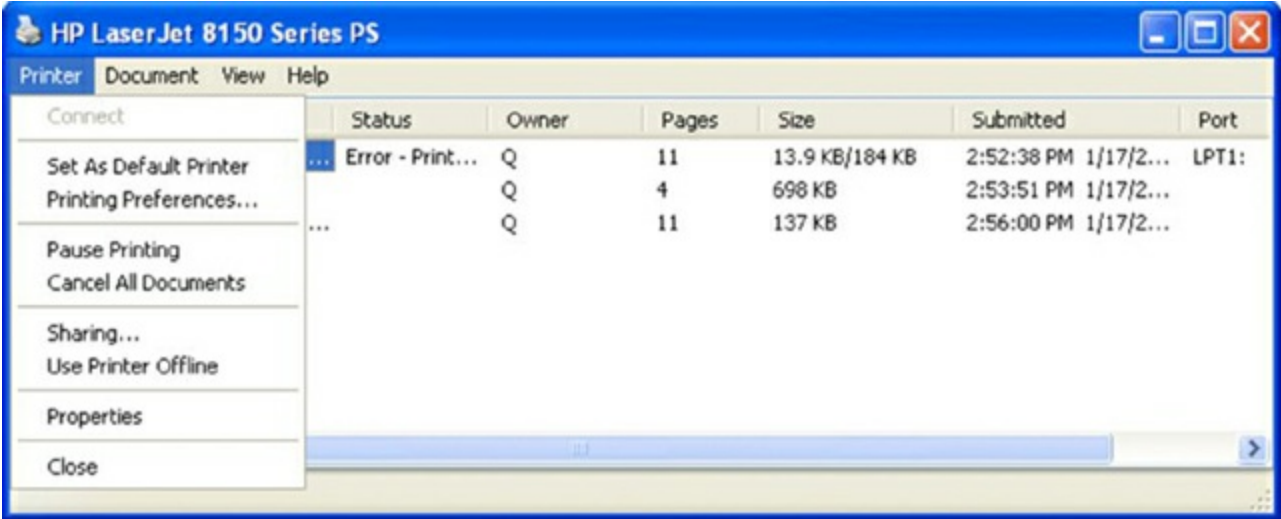 HP LaserJet 8150 Series PS
Printer Document View Help
Connect
Set As Default Printer
Printing Preferences...
Pause Printing
Cancel All Documents
Sharing...
Use Printer Offline
Properties
Close
Status Owner Pages Size Submitted Port
... Error - Print... Q 11 13.9 KB/184 KB 2:52:38 PM 1/17/2... LPT1:
Q 4 698 KB 2:53:51 PM 1/17/2...
... Q 11 137 KB 2:56:00 PM 1/17/2...